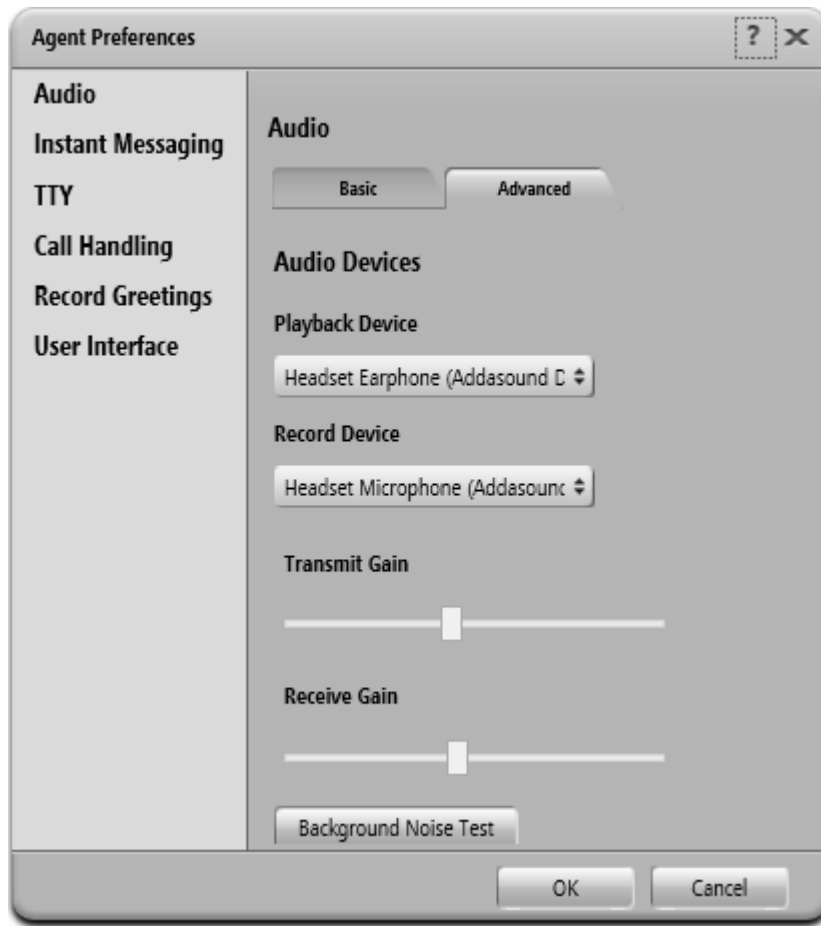 Agent Preferences
?
Audio
Instant Messaging
TTY
Call Handling
Record Greetings
User Interface
Audio
Basic
Advanced
Audio Devices
Playback Device
Headset Earphone (Addasound D
Record Device
Headset Microphone (Addasound
Transmit Gain
Receive Gain
Background Noise Test
OK
Cancel